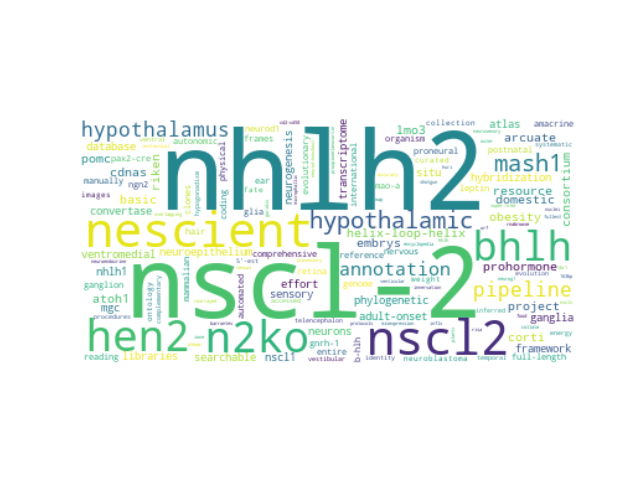 hypothalamus
nhlh2
database
ventral
autonomic
neurod1
frames
pomc
pax2-cre
cdnas
manually
ngn2
riken
images
basic
convertase
clones
coding
physical
glia
fate
ear
hair
neurogenesis
evolutionary
transcriptome
international
mao-a
organism
lmo3
collection
atlas
amacrine
systematic
proneural
curated
situ
arcuate
mash1
hybridization
postnatal
leptin
resource
weight
domestic
obesity
consortium
nescient
hypothalamic
helix-loop-helix
embrys
bhlh
ventromedial
neuroepithelium
comprehensive
reference
nervous
prohormone
nhlh1
5'-est
retina
annotation
pipeline
ganglion
atoh1
mgc
procedures
ontology
complementary
mammalian
nscl-2
automated
effort
sensory
genome
phylogenetic
adult-onset
evolution
project
ganglia
inferred
hen2
n2ko
telencephalon
neurons
gnrh-1
nscl2
b-hlh
corti
energy
framework
reading
libraries
searchable
nscl1
entire
vestibular
identity
neuroblastoma
temporal
full-length